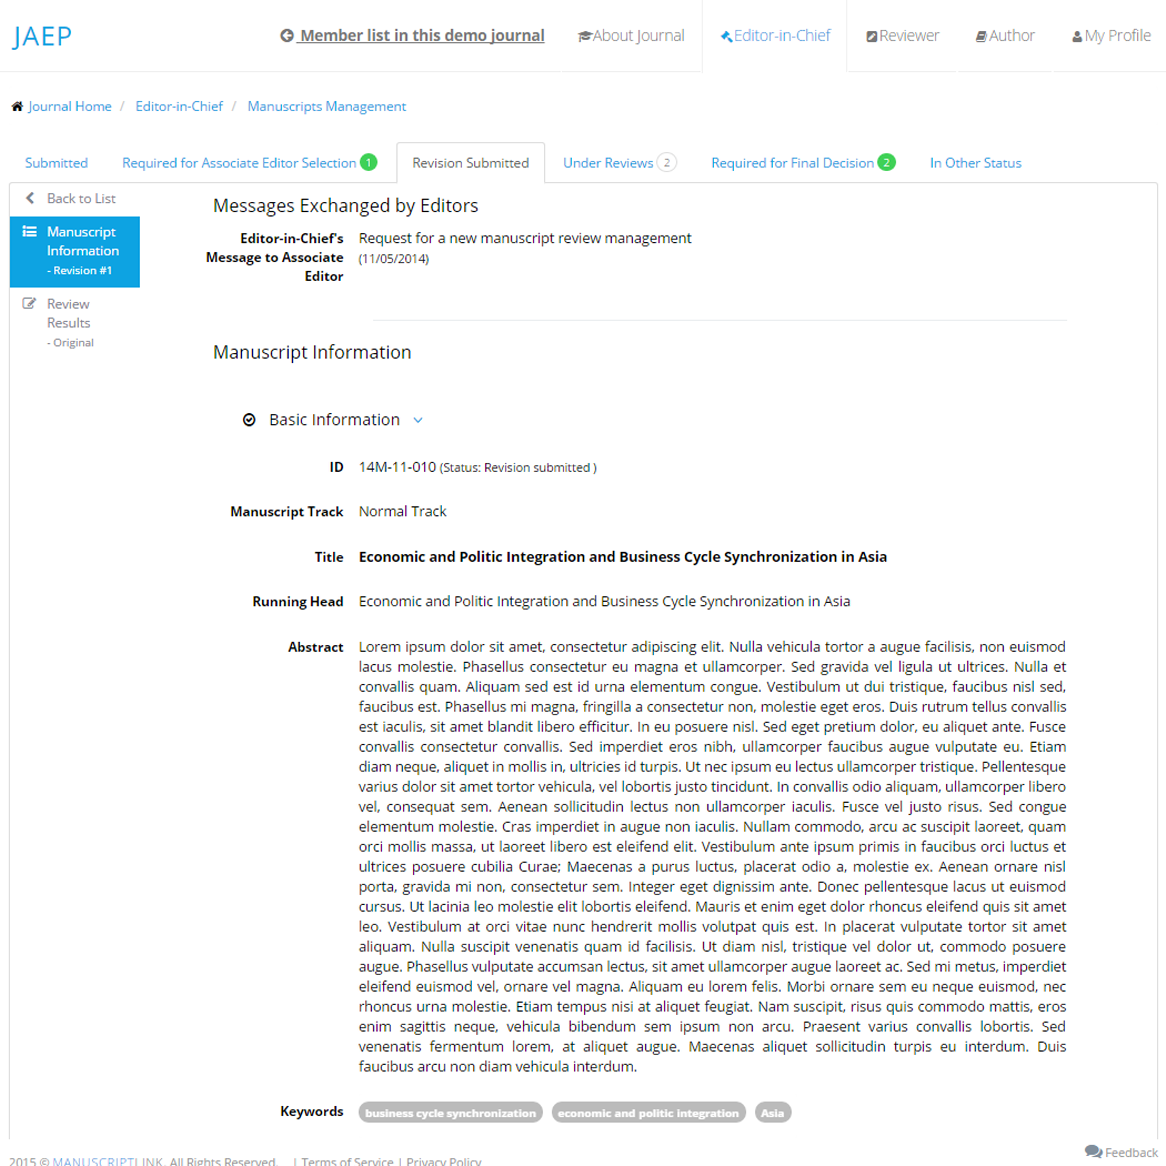 JAEP
Member list in this demo journal
About Journal
Editor-in-Chief
Reviewer
Author
My Profile
Journal Home / Editor-in-Chief / Manuscripts Management
Submitted
Required for Associate Editor Selection 1
Revision Submitted
Under Reviews 2
Required for Final Decision 2
In Other Status
Back to List
Manuscript
Information
- Revision #1
Review
Results
- Original
Messages Exchanged by Editors
Editor-in-Chief's
Message to Associate
Editor
Request for a new manuscript review management
(11/05/2014)
Manuscript Information
Basic Information
ID 14M-11-010 (Status: Revision submitted )
Manuscript Track Normal Track
Title Economic and Politic Integration and Business Cycle Synchronization in Asia
Running Head Economic and Politic Integration and Business Cycle Synchronization in Asia
Abstract Lorem ipsum dolor sit amet, consectetur adipiscing elit. Nulla vehicula tortor a augue facilisis, non euismod
lacus molestie. Phasellus consectetur eu magna et ullamcorper. Sed gravida vel ligula ut ultrices. Nulla et
convallis quam. Aliquam sed est id urna elementum congue. Vestibulum ut dui tristique, faucibus nisl sed,
faucibus est. Phasellus mi magna, fringilla a consectetur non, molestie eget eros. Duis rutrum tellus convallis
est iaculis, sit amet blandit libero efficitur. In eu posuere nisl. Sed eget pretium dolor, eu aliquet ante. Fusce
convallis consectetur convallis. Sed imperdiet eros nibh, ullamcorper faucibus augue vulputate eu. Etiam
diam neque, aliquet in mollis in, ultricies id turpis. Ut nec ipsum eu lectus ullamcorper tristique. Pellentesque
varius dolor sit amet tortor vehicula, vel lobortis justo tincidunt. In convallis odio aliquam, ullamcorper libero
vel, consequat sem. Aenean sollicitudin lectus non ullamcorper iaculis. Fusce vel justo risus. Sed congue
elementum molestie. Cras imperdiet in augue non iaculis. Nullam commodo, arcu ac suscipit laoreet, quam
orci mollis massa, ut laoreet libero est eleifend elit. Vestibulum ante ipsum primis in faucibus orci luctus et
ultrices posuere cubilia Curae; Maecenas a purus luctus, placerat odio a, molestie ex. Aenean ornare nisl
porta, gravida mi non, consectetur sem. Integer eget dignissim ante. Donec pellentesque lacus ut euismod
cursus. Ut lacinia leo molestie elit lobortis eleifend. Mauris et enim eget dolor rhoncus eleifend quis sit amet
leo. Vestibulum at orci vitae nunc hendrerit mollis volutpat quis est. In placerat vulputate tortor sit amet
aliquam. Nulla suscipit venenatis quam id facilisis. Ut diam nisl, tristique vel dolor ut, commodo posuere
augue. Phasellus vulputate accumsan lectus, sit amet ullamcorper augue laoreet ac. Sed mi metus, imperdiet
eleifend euismod vel, ornare vel magna. Aliquam eu lorem felis. Morbi ornare sem eu neque euismod, nec
rhoncus urna molestie. Etiam tempus nisi at aliquet feugiat. Nam suscipit, risus quis commodo mattis, eros
enim sagittis neque, vehicula bibendum sem ipsum non arcu. Praesent varius convallis lobortis. Sed
venenatis fermentum lorem, at aliquet augue. Maecenas aliquet sollicitudin turpis eu interdum. Duis
faucibus arcu non diam vehicula interdum.
Keywords business cycle synchronization economic and politic integration Asia
2015 © MANUSCRIPTLINK. All Rights Reserved. | Terms of Service | Privacy Policy
Feedback